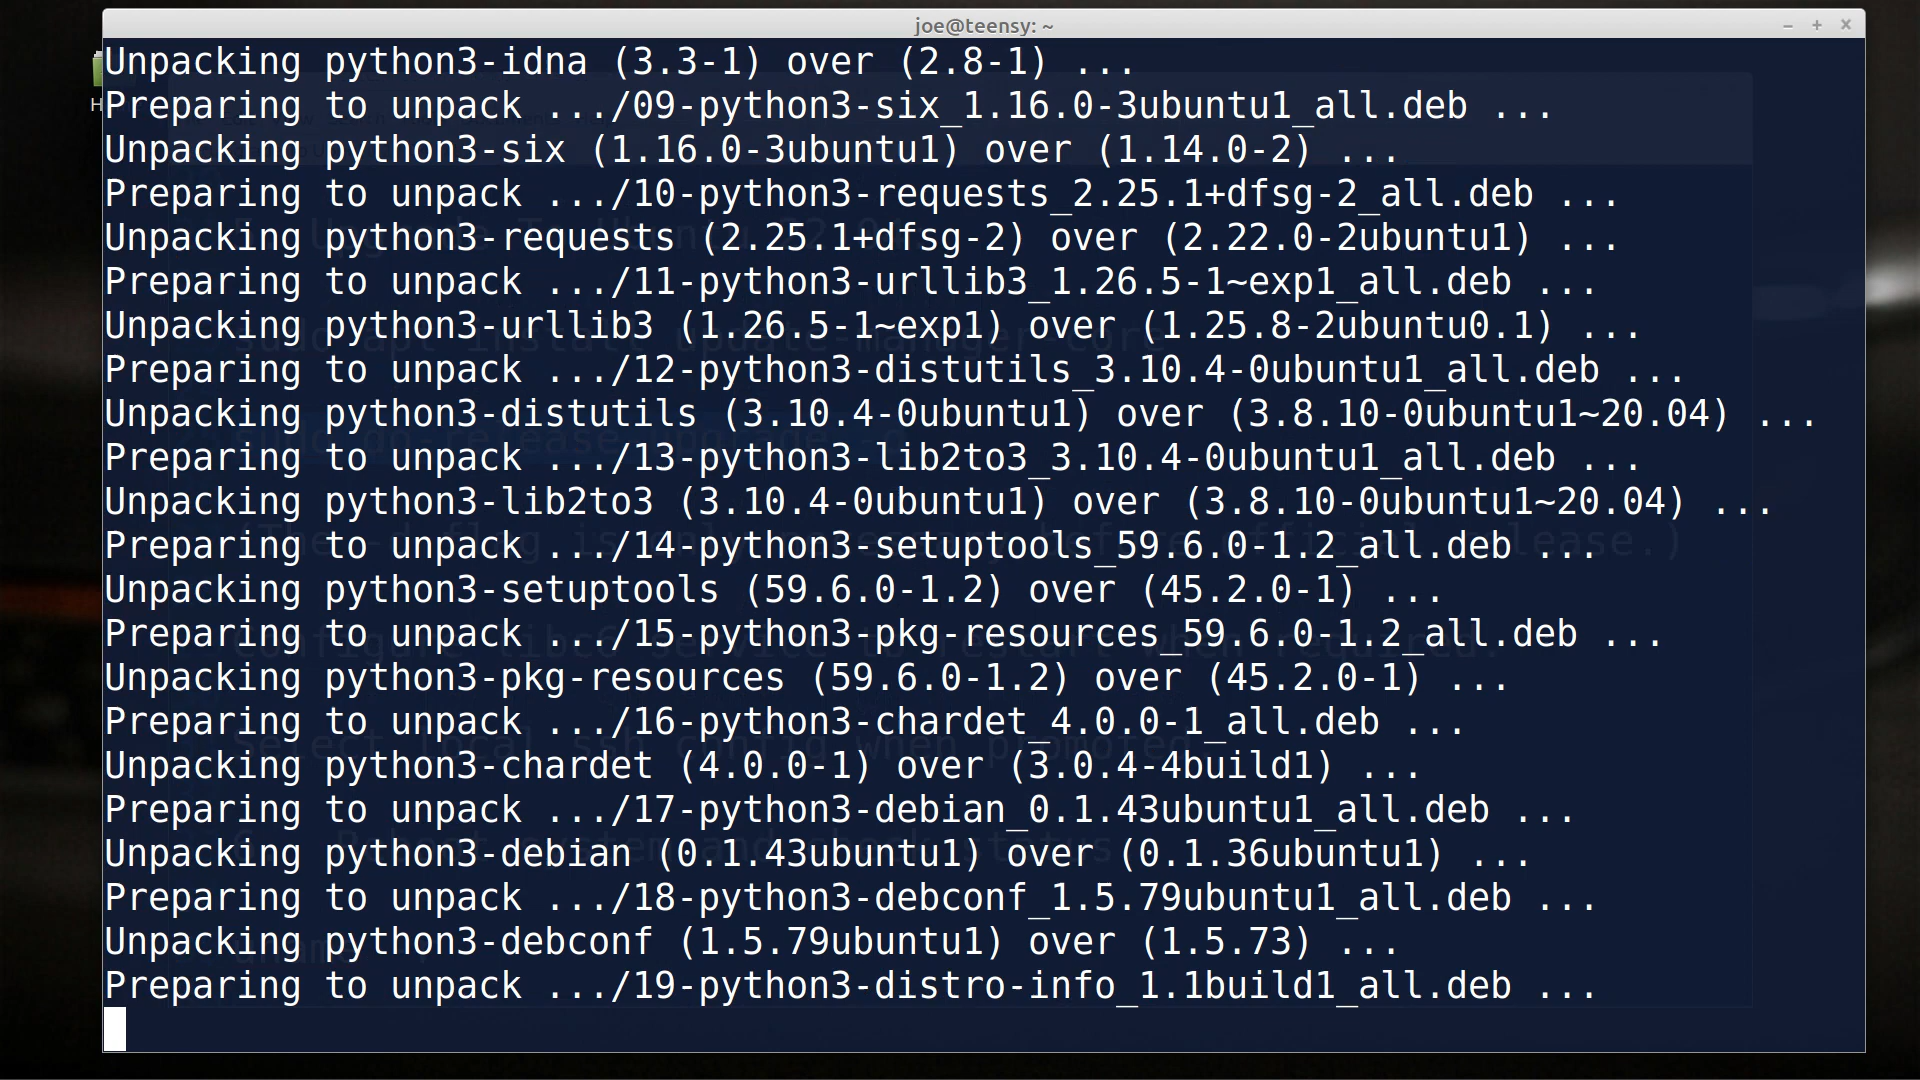 joe@teensy: ~
Unpacking python3-idna (3.3-1) over (2.8-1) ...
Preparing to unpack .../09-python3-six_1.16.0-3ubuntu1_all.deb ...
Unpacking python3-six (1.16.0-3ubuntu1) over (1.14.0-2) ...
Preparing to unpack .../10-python3-requests_2.25.1+dfsg-2_all.deb ...
Unpacking python3-requests (2.25.1+dfsg-2) over (2.22.0-2ubuntu1) ...
Preparing to unpack .../11-python3-urllib3_1.26.5-1~exp1_all.deb ...
Unpacking python3-urllib3 (1.26.5-1~exp1) over (1.25.8-2ubuntu0.1) ...
Preparing to unpack .../12-python3-distutils_3.10.4-0ubuntu1_all.deb ...
Unpacking python3-distutils (3.10.4-0ubuntu1) over (3.8.10-0ubuntu1~20.04) ...
Preparing to unpack .../13-python3-lib2to3_3.10.4-0ubuntu1_all.deb ...
Unpacking python3-lib2to3 (3.10.4-0ubuntu1) over (3.8.10-0ubuntu1~20.04) ...
Preparing to unpack .../14-python3-setuptools_59.6.0-1.2_all.deb ...
Unpacking python3-setuptools (59.6.0-1.2) over (45.2.0-1) ...
Preparing to unpack .../15-python3-pkg-resources_59.6.0-1.2_all.deb ...
Unpacking python3-pkg-resources (59.6.0-1.2) over (45.2.0-1) ...
Preparing to unpack .../16-python3-chardet_4.0.0-1_all.deb ...
Unpacking python3-chardet (4.0.0-1) over (3.0.4-4build1) ...
Preparing to unpack .../17-python3-debian_0.1.43ubuntu1_all.deb ...
Unpacking python3-debian (0.1.43ubuntu1) over (0.1.36ubuntu1) ...
Preparing to unpack .../18-python3-debconf_1.5.79ubuntu1_all.deb ...
Unpacking python3-debconf (1.5.79ubuntu1) over (1.5.73) ...
Preparing to unpack .../19-python3-distro-info_1.1build1_all.deb ...